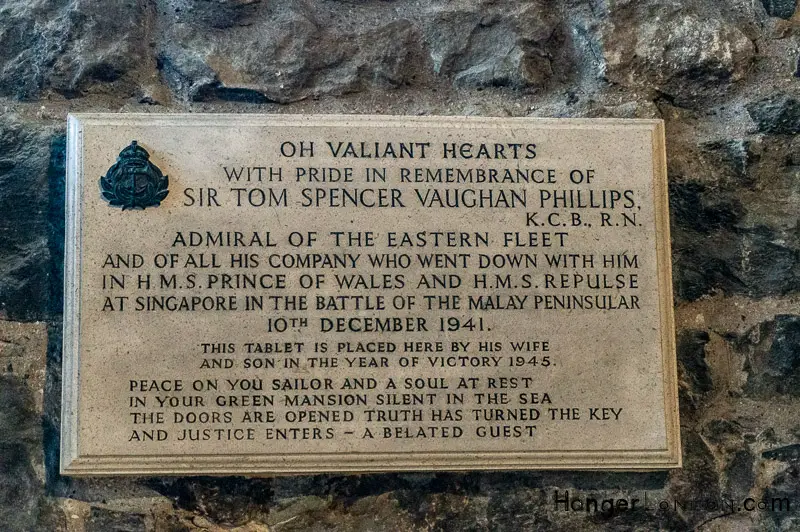 OH VALIANT HEARTS
WITH PRIDE IN REMEMBRANCE OF
SIR TOM SPENCER VAUGHAN PHILLIPS,
K.C.B., R.N.
ADMIRAL OF THE EASTERN FLEET
AND OF ALL HIS COMPANY WHO WENT DOWN WITH HIM
IN H.M.S. PRINCE OF WALES AND H.M.S. REPULSE
AT SINGAPORE IN THE BATTLE OF THE MALAY PENINSULAR
10TH DECEMBER 1941.
THIS TABLET IS PLACED HERE BY HIS WIFE
AND SON IN THE YEAR OF VICTORY 1945.
PEACE ON YOU SAILOR AND A SOUL AT REST
IN YOUR GREEN MANSION SILENT IN THE SEA
THE DOORS ARE OPENED TRUTH HAS TURNED THE KEY
AND JUSTICE ENTERS – A BELATED GUEST
HangerLONDON.com